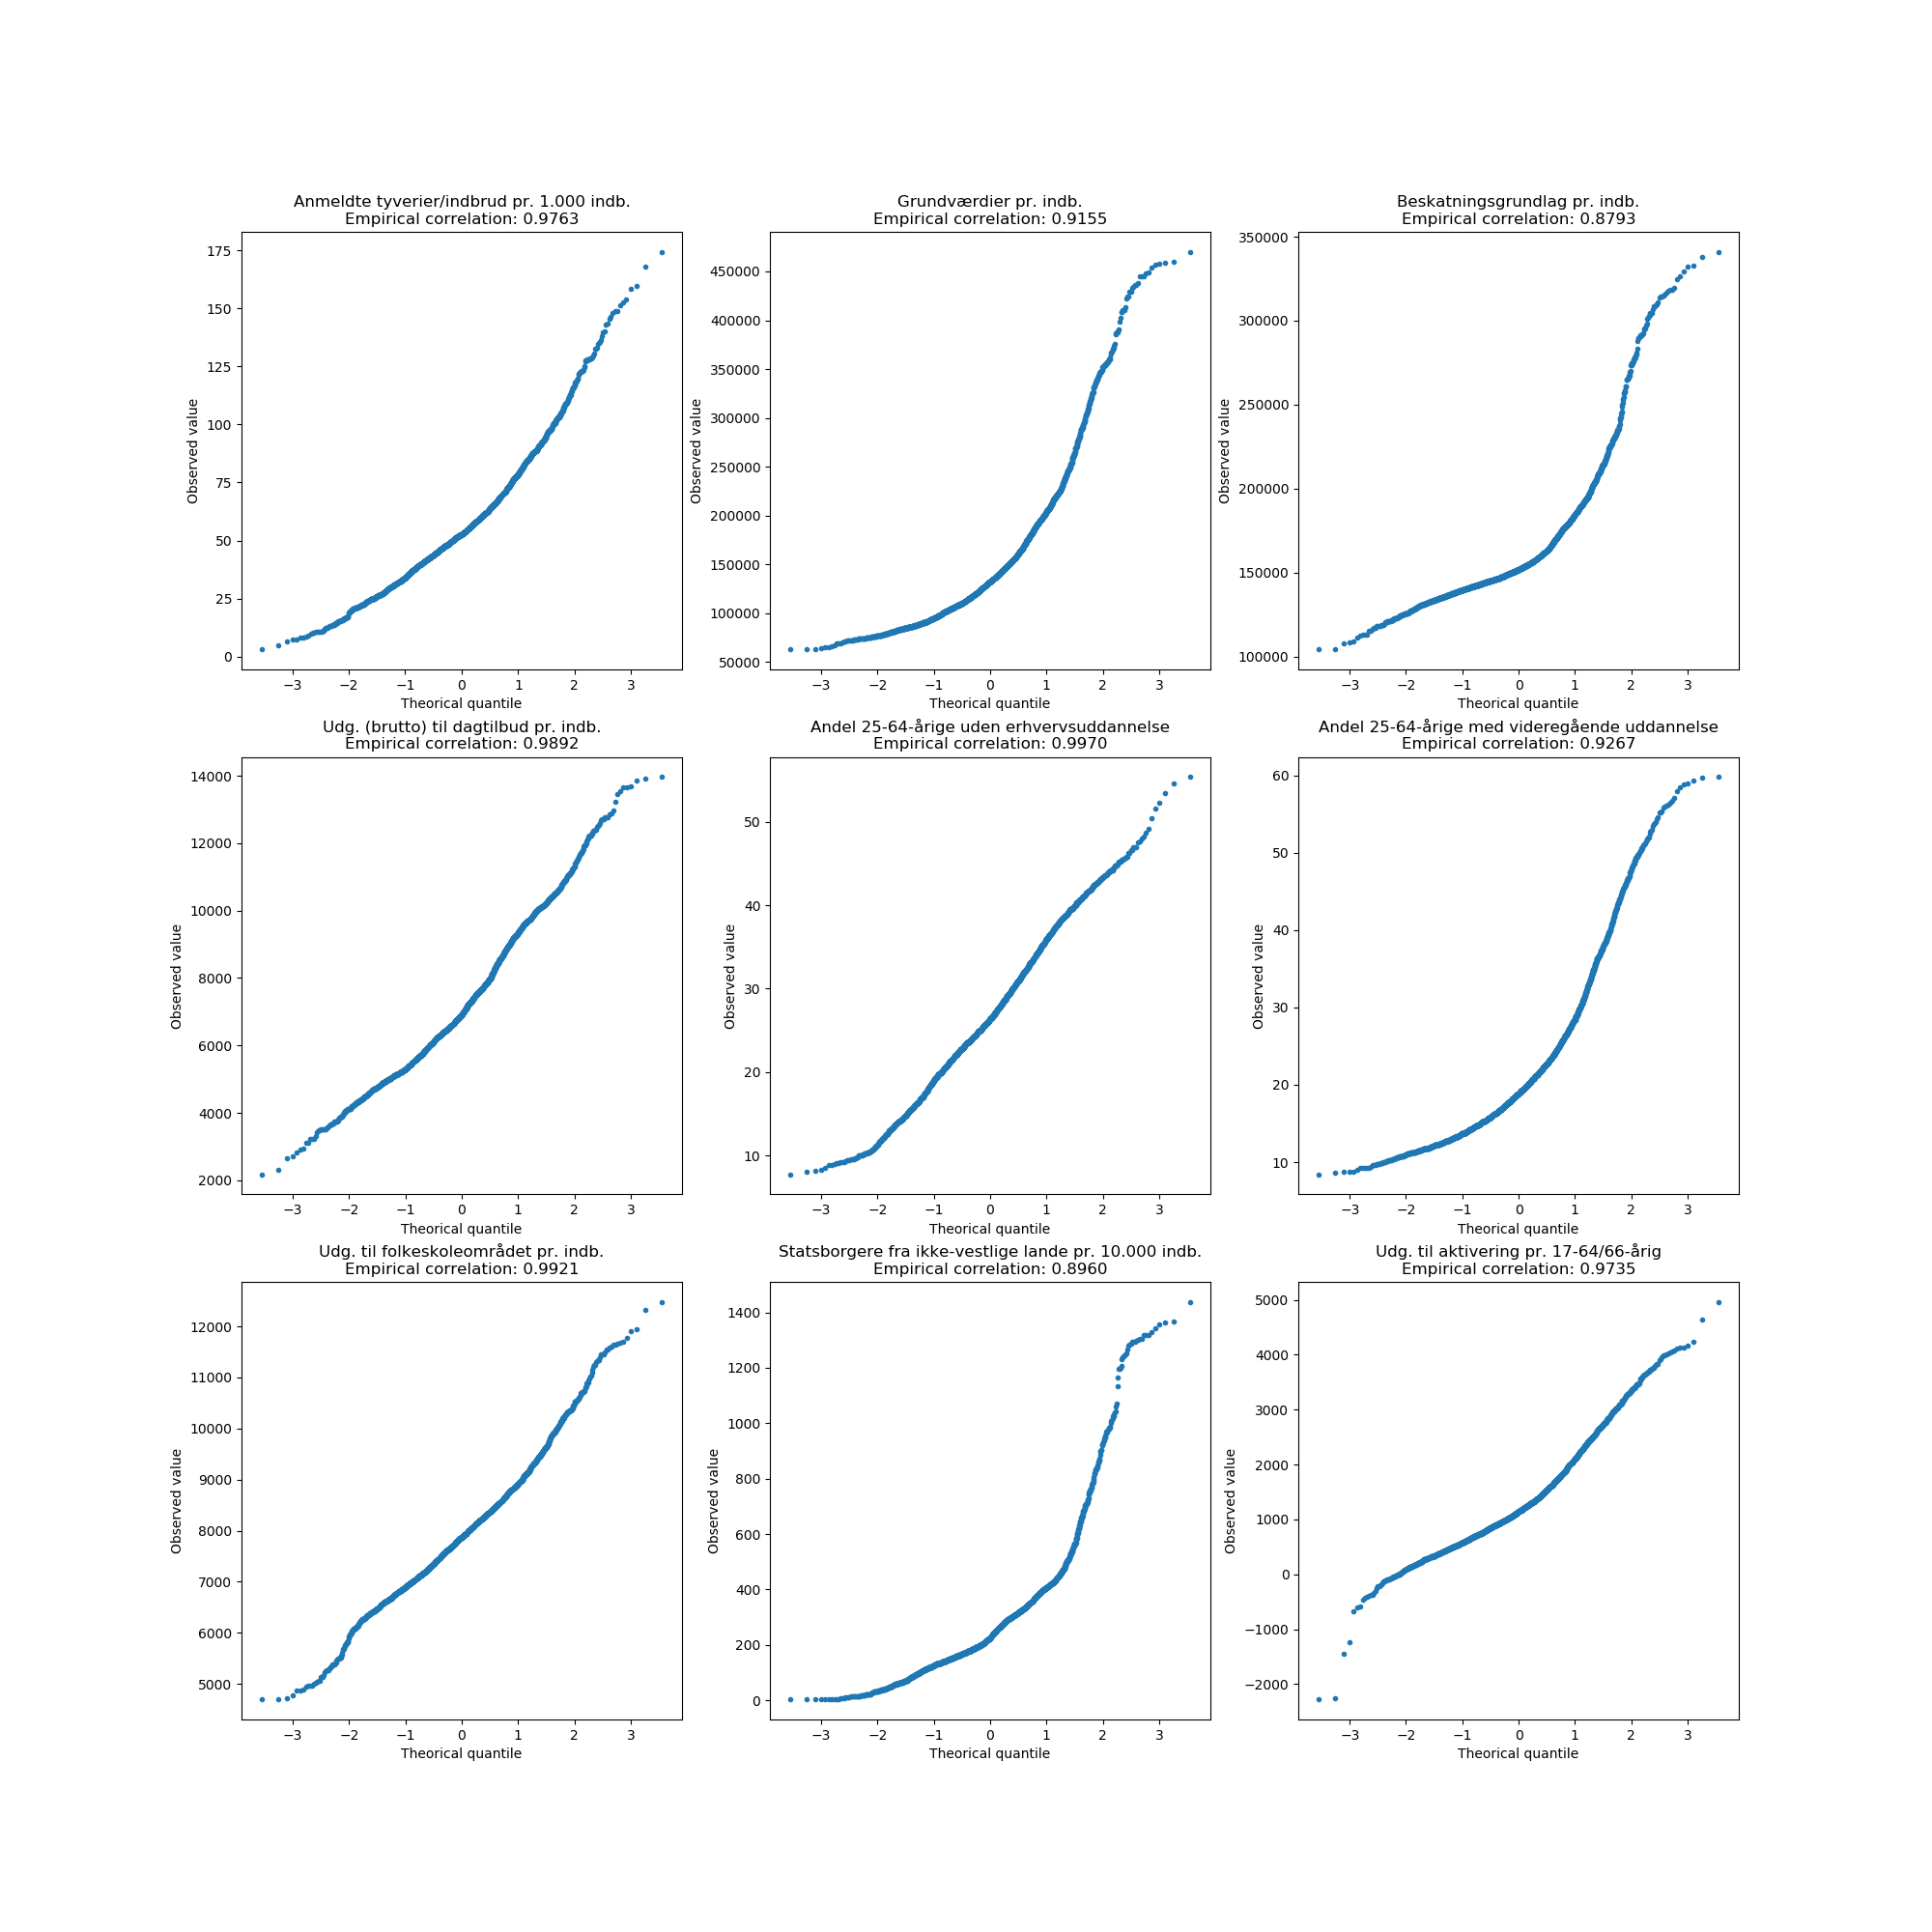 Anmeldte tyverier/indbrud pr. 1.000 indb.
Empirical correlation: 0.9763
175
150
125
100
75
50
25
0
Observed value
−3 −2 −1 0 1 2 3
Theorical quantile
Grundværdier pr. indb.
Empirical correlation: 0.9155
450000
400000
350000
300000
250000
200000
150000
100000
50000
Observed value
−3 −2 −1 0 1 2 3
Theorical quantile
Beskatningsgrundlag pr. indb.
Empirical correlation: 0.8793
350000
300000
250000
200000
150000
100000
Observed value
−3 −2 −1 0 1 2 3
Theorical quantile
Udg. (brutto) til dagtilbud pr. indb.
Empirical correlation: 0.9892
14000
12000
10000
8000
6000
4000
2000
Observed value
−3 −2 −1 0 1 2 3
Theorical quantile
Andel 25-64-årige uden erhvervsuddannelse
Empirical correlation: 0.9970
50
40
30
20
10
Observed value
−3 −2 −1 0 1 2 3
Theorical quantile
Andel 25-64-årige med videregående uddannelse
Empirical correlation: 0.9267
60
50
40
30
20
10
Observed value
−3 −2 −1 0 1 2 3
Theorical quantile
Udg. til folkeskoleområdet pr. indb.
Empirical correlation: 0.9921
12000
11000
10000
9000
8000
7000
6000
5000
Observed value
−3 −2 −1 0 1 2 3
Theorical quantile
Statsborgere fra ikke-vestlige lande pr. 10.000 indb.
Empirical correlation: 0.8960
1400
1200
1000
800
600
400
200
0
Observed value
−3 −2 −1 0 1 2 3
Theorical quantile
Udg. til aktivering pr. 17-64/66-årig
Empirical correlation: 0.9735
5000
4000
3000
2000
1000
0
−1000
−2000
Observed value
−3 −2 −1 0 1 2 3
Theorical quantile